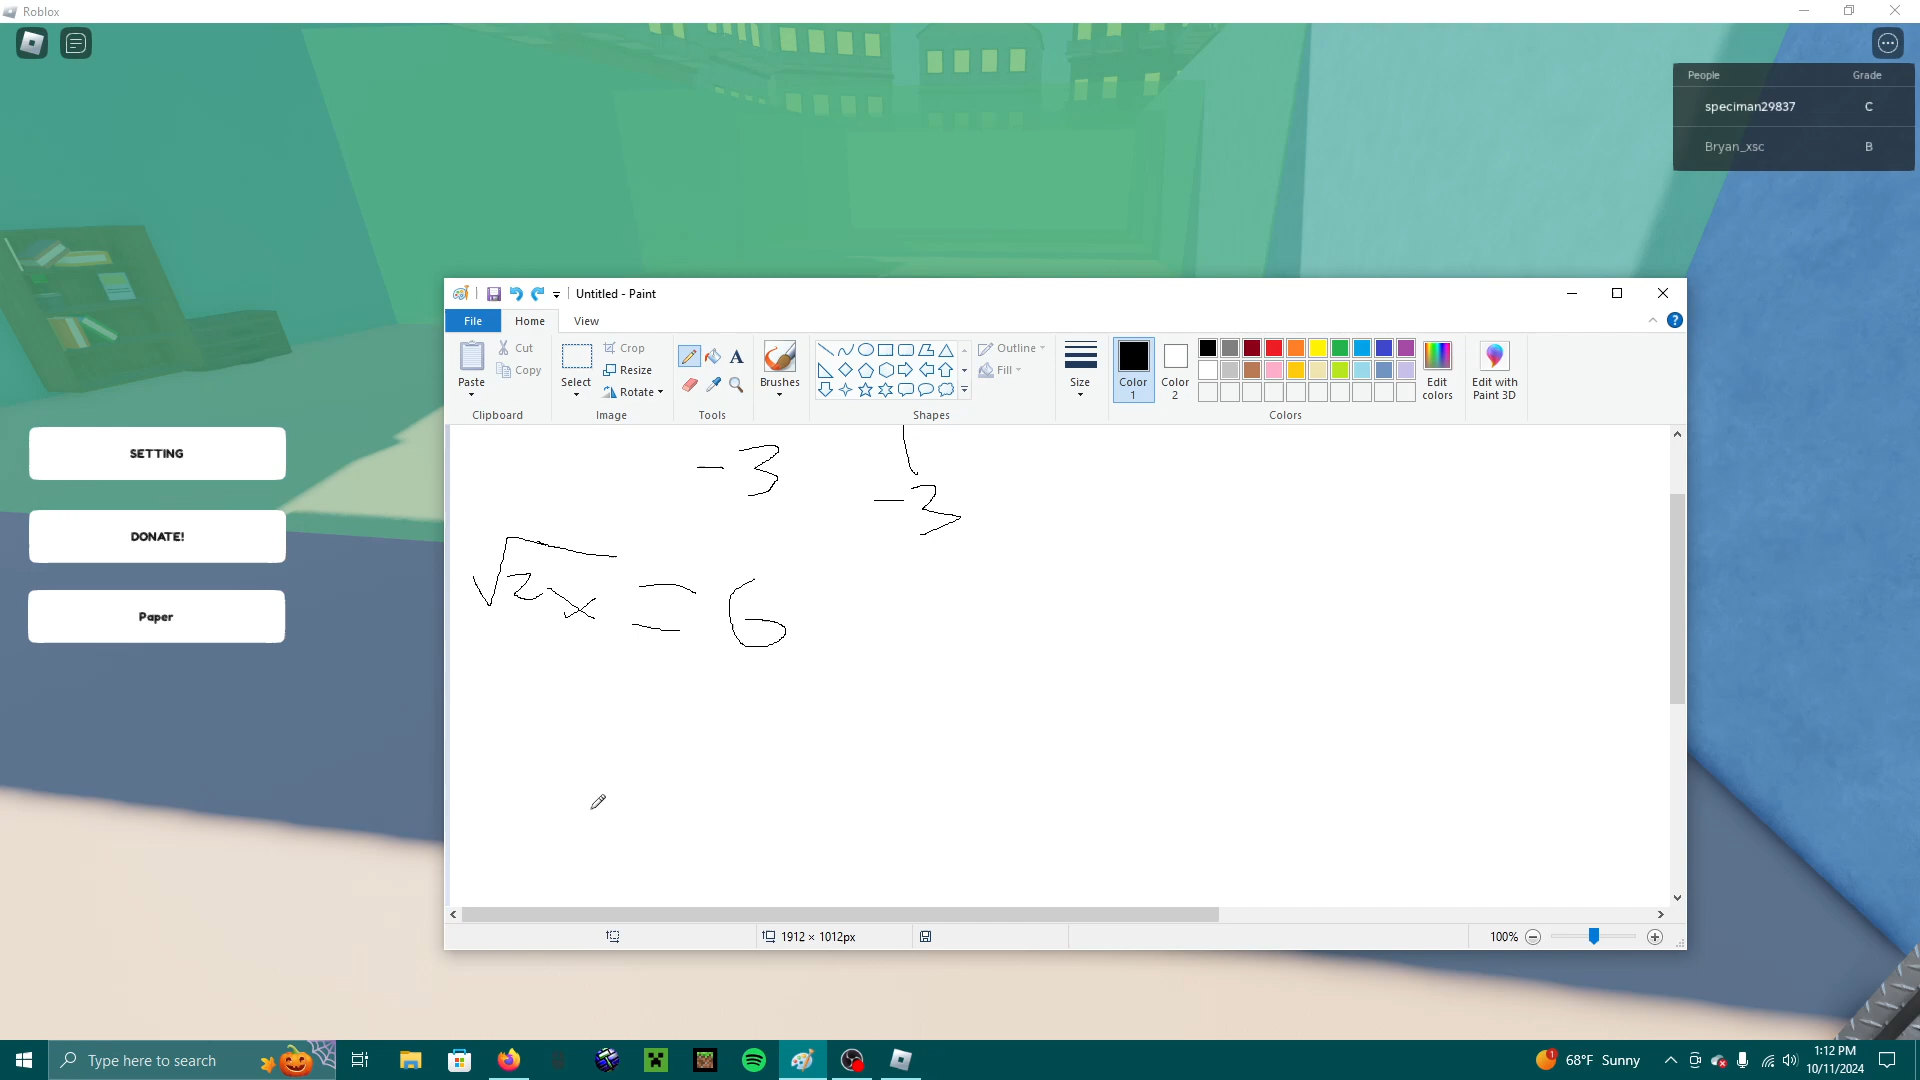 Roblox
People Grade
speciman29837 C
Bryan_xsc B
SETTING
DONATE!
Paper
Untitled - Paint
File Home View
Paste
Cut
Copy
Clipboard
Select
Crop
Resize
Rotate
Image
A
Tools
Brushes
Outline
Fill
Shapes
Size
Color 1
Color 2
Edit colors
Edit with Paint 3D
Colors
-3
-3
√2x = 6
1912 × 1012px
100%
Type here to search
1
68°F Sunny
1:12 PM
10/11/2024